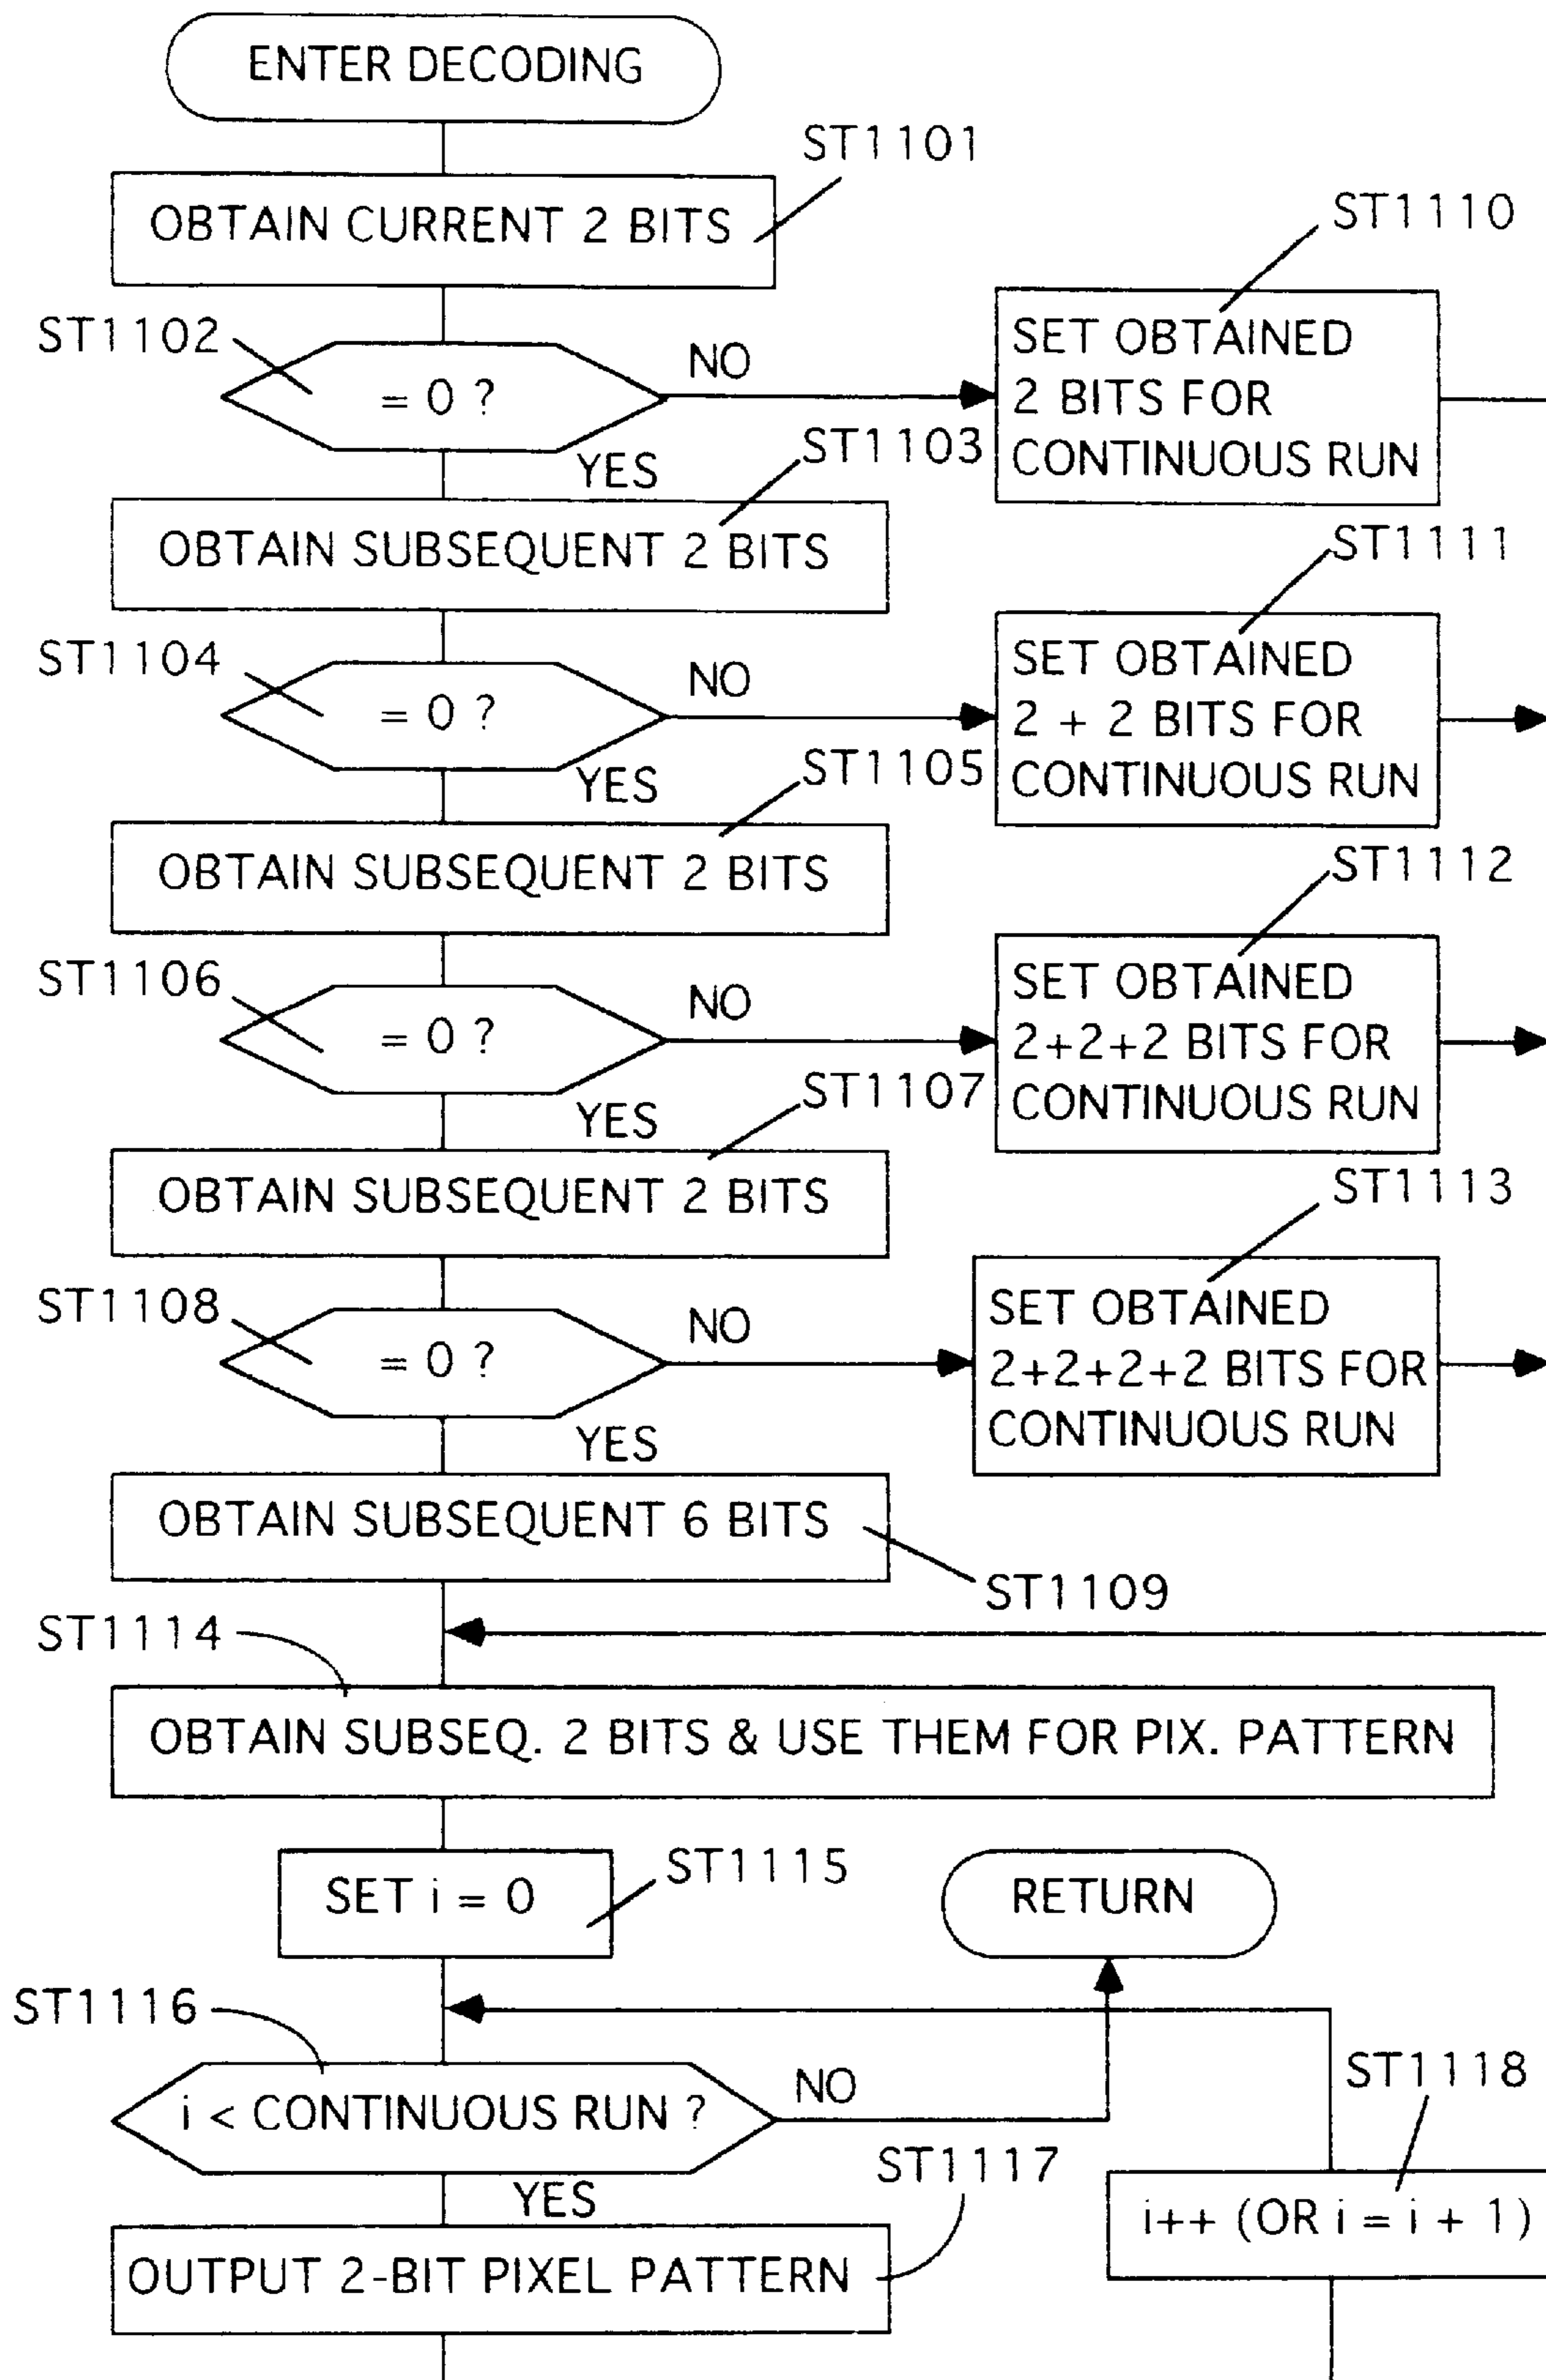 ENTER DECODING
ST1101
OBTAIN CURRENT 2 BITS
ST1110
ST1102
= 0 ?
NO
SET OBTAINED
2 BITS FOR
CONTINUOUS RUN
YES
ST1103
OBTAIN SUBSEQUENT 2 BITS
ST1111
ST1104
= 0 ?
NO
SET OBTAINED
2 + 2 BITS FOR
CONTINUOUS RUN
YES
ST1105
OBTAIN SUBSEQUENT 2 BITS
ST1112
ST1106
= 0 ?
NO
SET OBTAINED
2+2+2 BITS FOR
CONTINUOUS RUN
YES
ST1107
OBTAIN SUBSEQUENT 2 BITS
ST1113
ST1108
= 0 ?
NO
SET OBTAINED
2+2+2+2 BITS FOR
CONTINUOUS RUN
YES
OBTAIN SUBSEQUENT 6 BITS
ST1109
ST1114
OBTAIN SUBSEQ. 2 BITS & USE THEM FOR PIX. PATTERN
SET i = 0
ST1115
RETURN
ST1116
i < CONTINUOUS RUN ?
NO
ST1118
YES
ST1117
i++ (OR i = i + 1)
OUTPUT 2-BIT PIXEL PATTERN